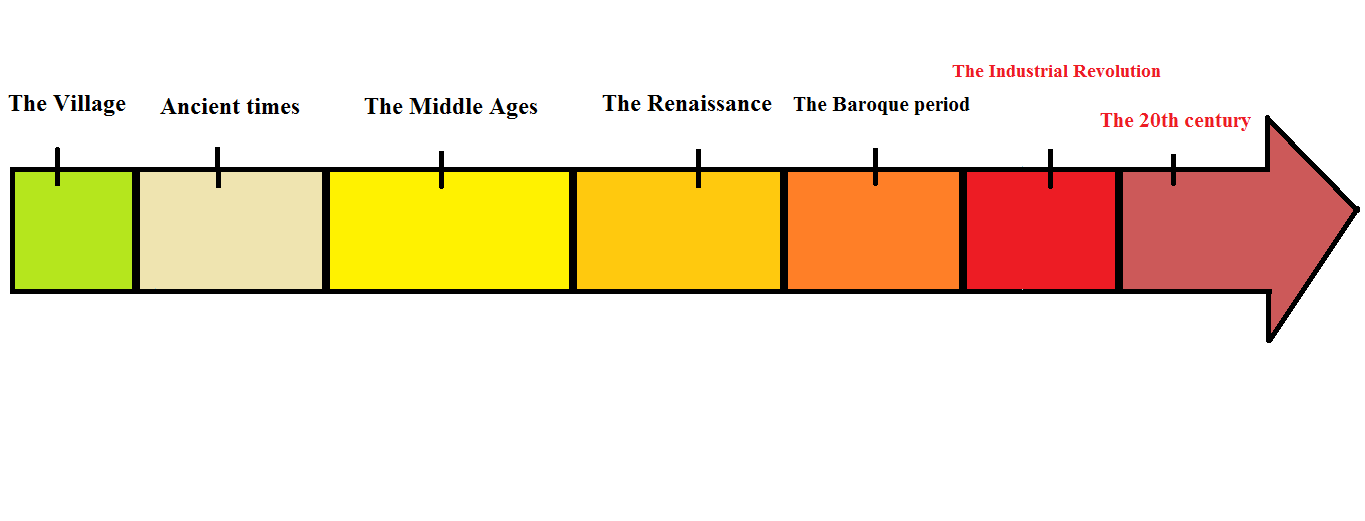 The Village
Ancient times
The Middle Ages
The Renaissance
The Baroque period
The Industrial Revolution
The 20th century